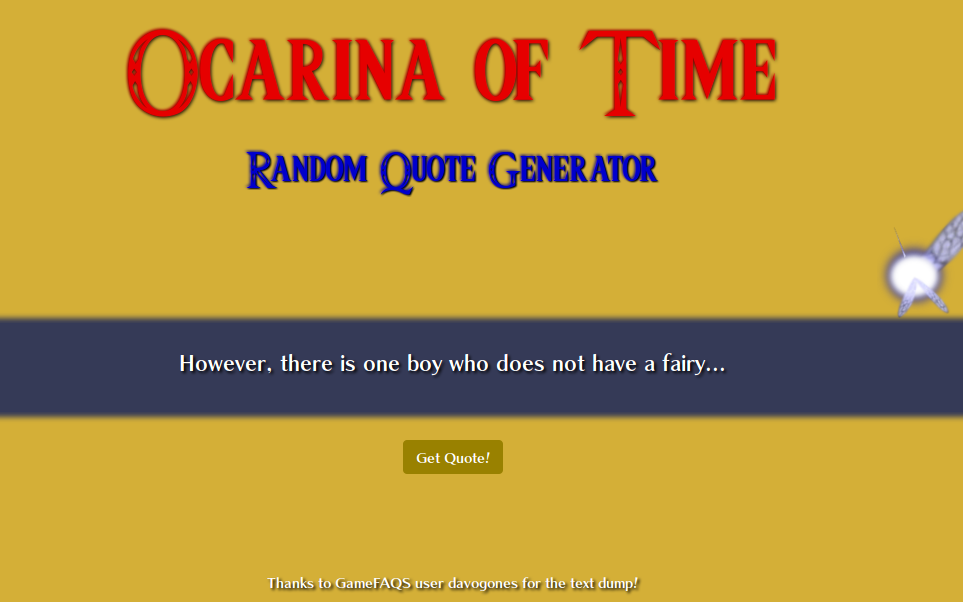 Ocarina of Time
Random Quote Generator
However, there is one boy who does not have a fairy...
Get Quote!
Thanks to GameFAQS user davogones for the text dump!